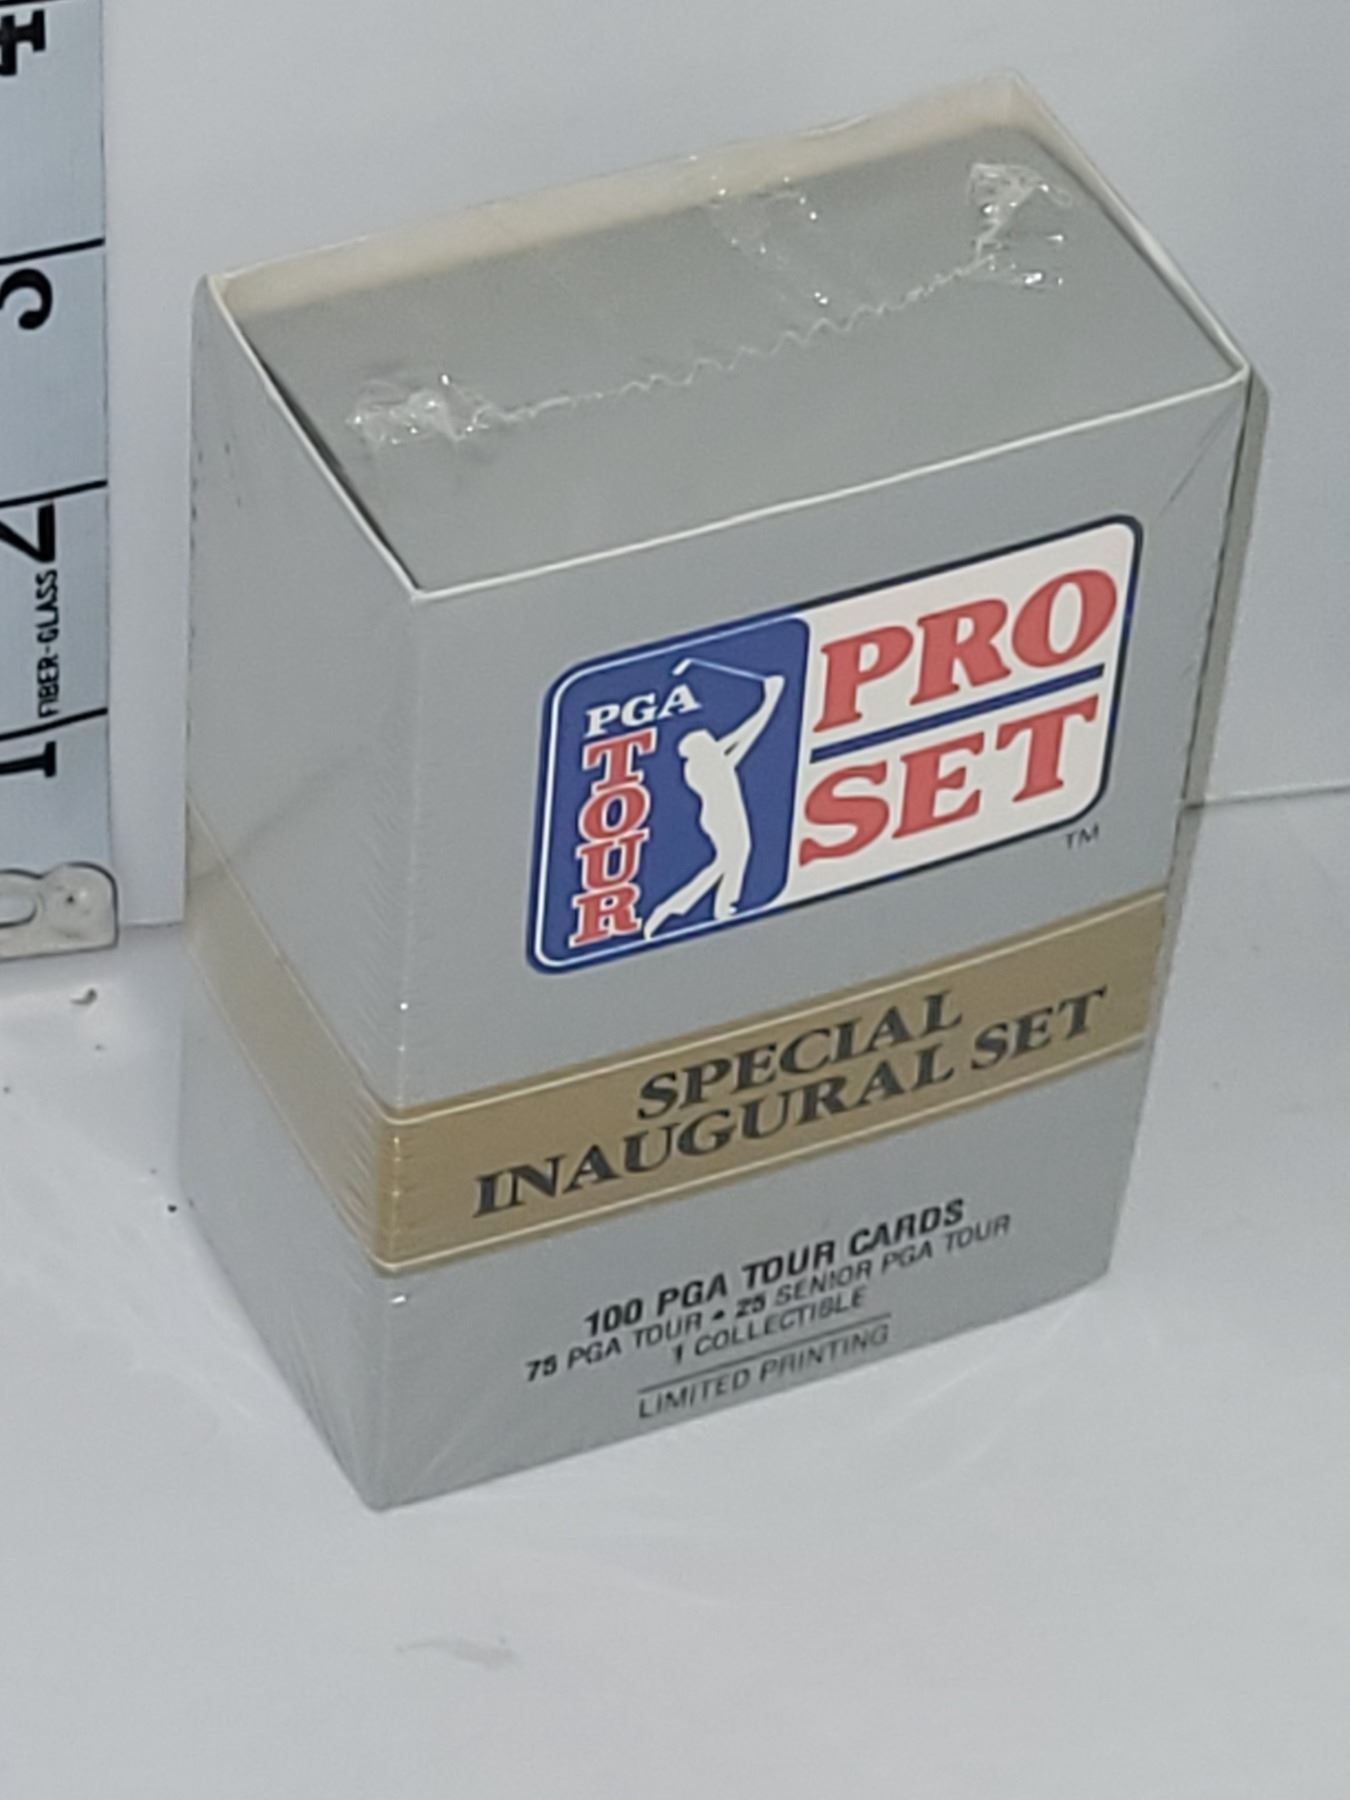 4
3
2
FIBER-GLASS
1
PGA
TOUR
PRO
SET
TM
SPECIAL
INAUGURAL SET
100 PGA TOUR CARDS
75 PGA TOUR • 25 SENIOR PGA TOUR
1 COLLECTIBLE
LIMITED PRINTING